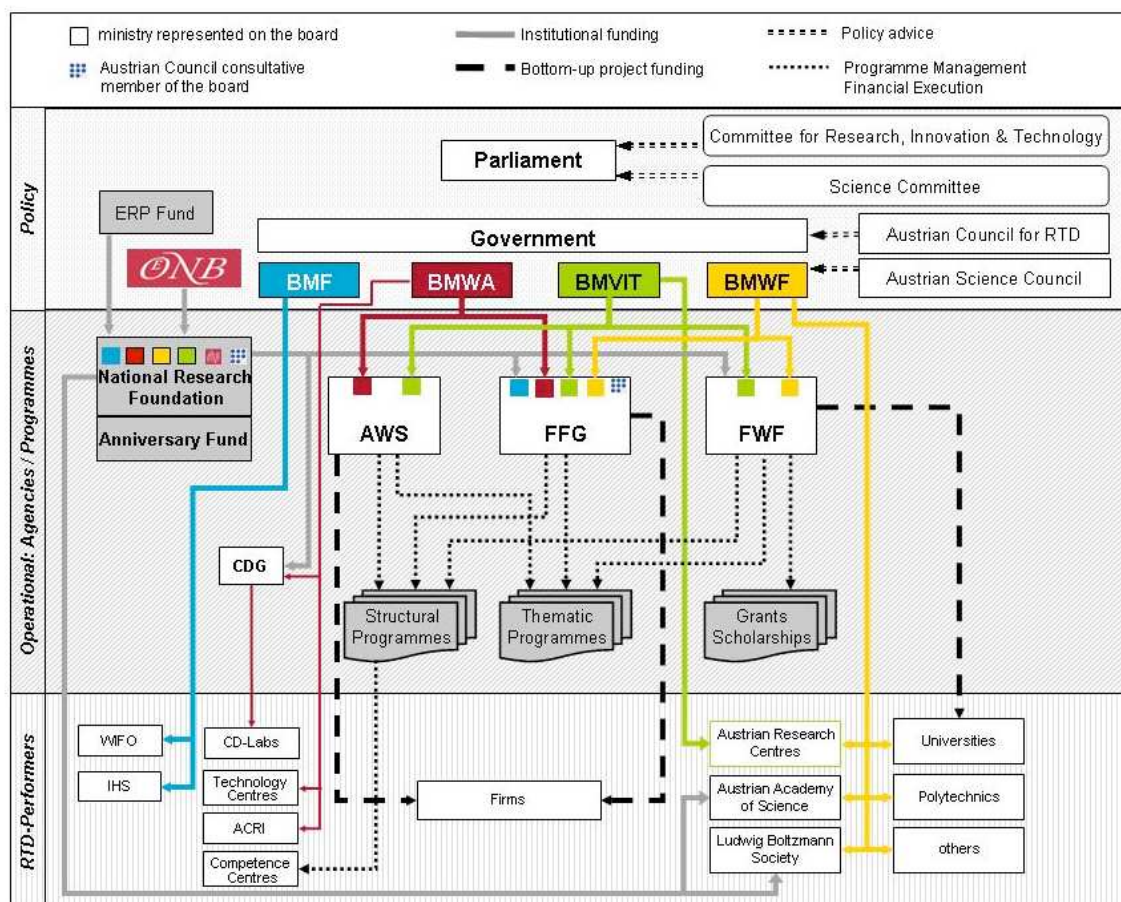 ministry represented on the board
Institutional funding
Policy advice
Austrian Council consultative
member of the board
Bottom-up project funding
Programme Management
Financial Execution
Policy
Committee for Research, Innovation & Technology
Parliament
Science Committee
ERP Fund
Government
Austrian Council for RTD
OeNB
BMF
BMWA
BMVIT
BMWF
Austrian Science Council
Operational: Agencies / Programmes
National Research
Foundation
Anniversary Fund
AWS
FFG
FWF
CDG
Structural
Programmes
Thematic
Programmes
Grants
Scholarships
RTD-Performers
WIFO
CD-Labs
Austrian Research
Centres
Universities
IHS
Technology
Centres
Firms
Austrian Academy
of Science
Polytechnics
ACRI
Ludwig Boltzmann
Society
others
Competence
Centres